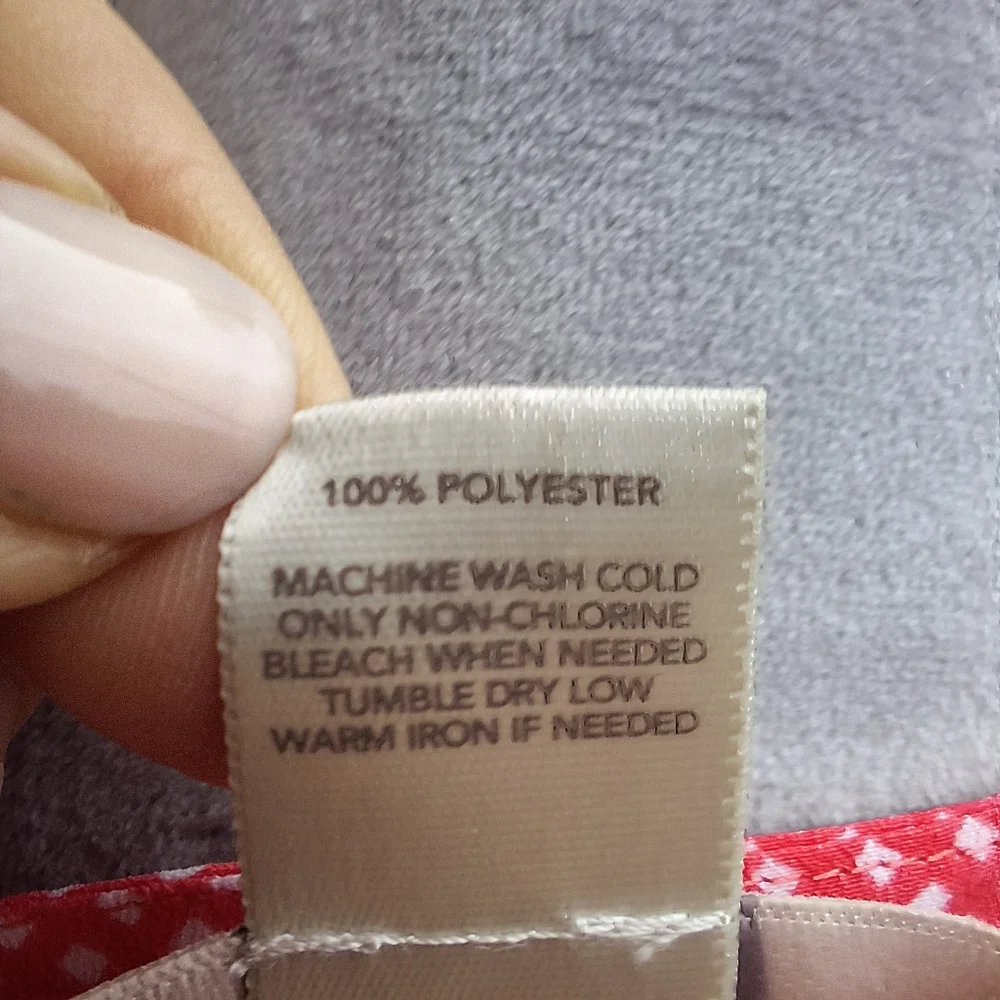 100% POLYESTER
MACHINE WASH COLD
ONLY NON-CHLORINE
BLEACH WHEN NEEDED
TUMBLE DRY LOW
WARM IRON IF NEEDED